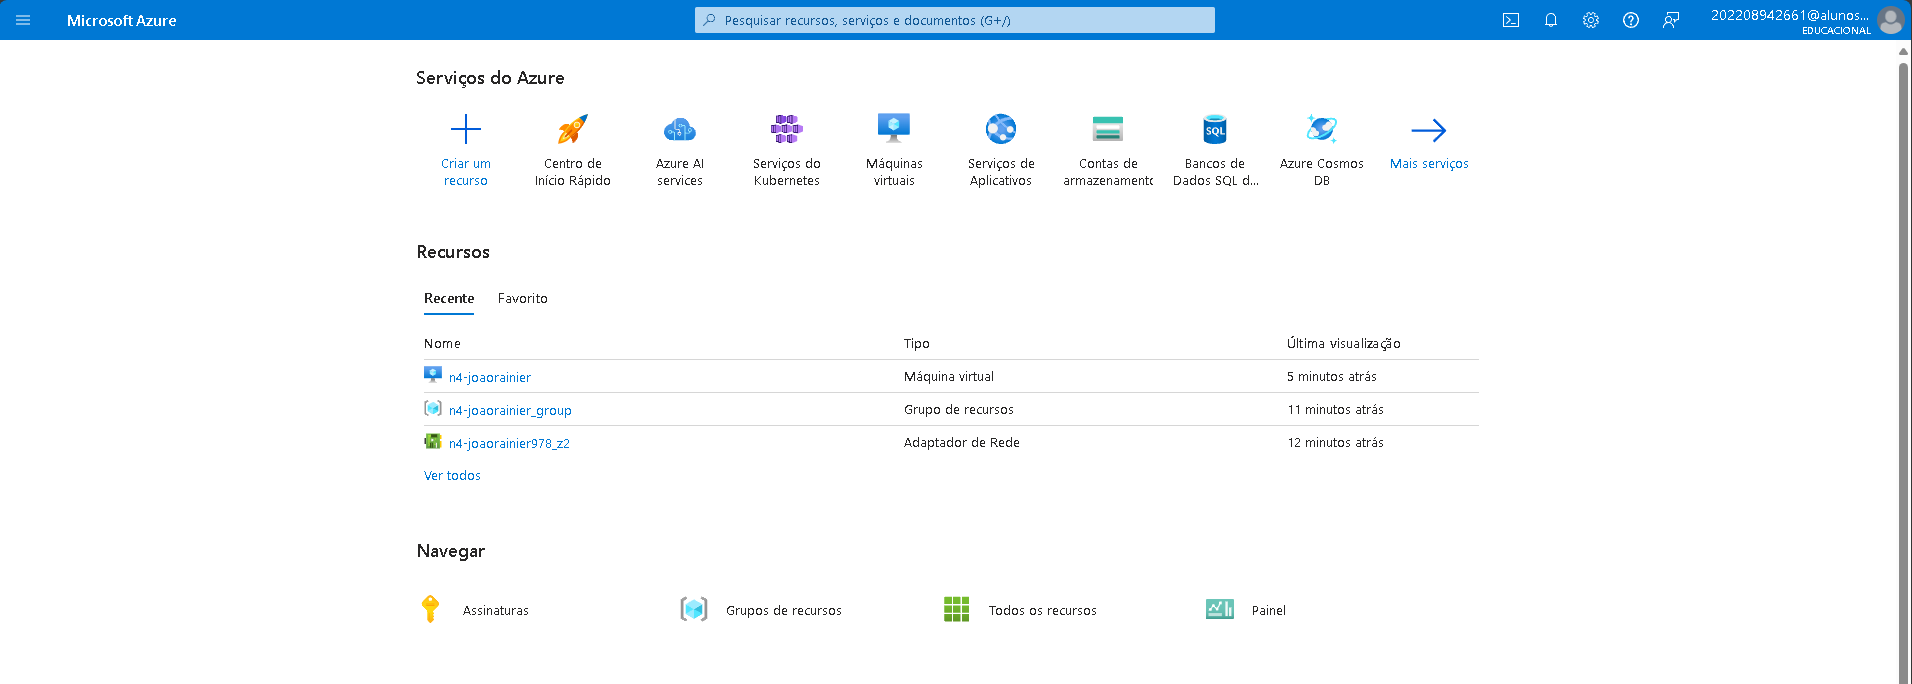 Microsoft Azure
Pesquisar recursos, serviços e documentos (G+/)
202208942661@alunos...
EDUCACIONAL
Serviços do Azure
Criar um
recurso
Centro de
Início Rápido
Azure AI
services
Serviços do
Kubernetes
Máquinas
virtuais
Serviços de
Aplicativos
Contas de
armazenamento
Bancos de
Dados SQL d...
Azure Cosmos
DB
Mais serviços
SQL
Recursos
Recente Favorito
Nome Tipo Última visualização
n4-joaorainier Máquina virtual 5 minutos atrás
n4-joaorainier_group Grupo de recursos 11 minutos atrás
n4-joaorainier978_z2 Adaptador de Rede 12 minutos atrás
Ver todos
Navegar
Assinaturas Grupos de recursos Todos os recursos Painel